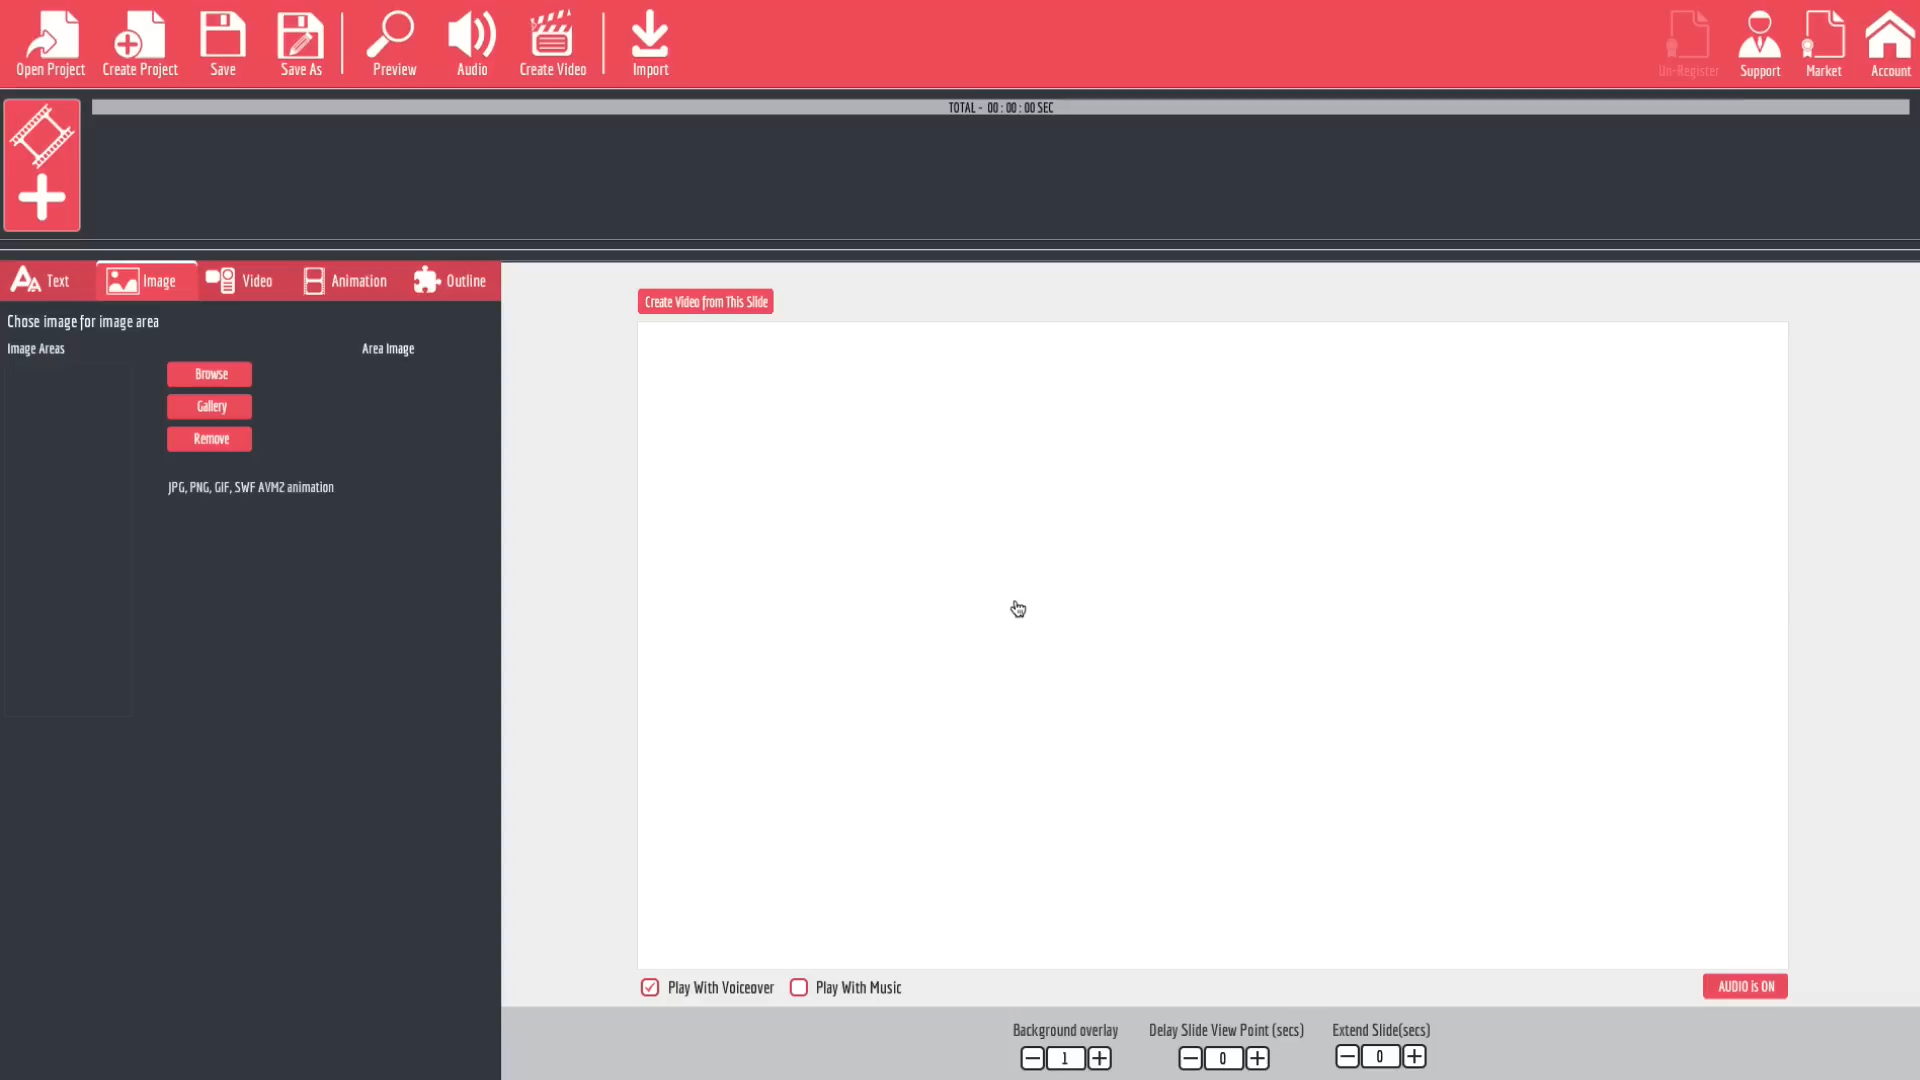 Open Project
Create Project
Save
Save As
Preview
Audio
Create Video
Import
Un-Register
Support
Market
Account
TOTAL - 00 : 00 : 00 SEC
Text
Image
Video
Animation
Outline
Create Video from This Slide
Chose image for image area
Image Areas
Area Image
Browse
Gallery
Remove
JPG, PNG, GIF, SWF AVM2 animation
Play With Voiceover
Play With Music
AUDIO is ON
Background overlay
Delay Slide View Point (secs)
Extend Slide(secs)
1
0
0